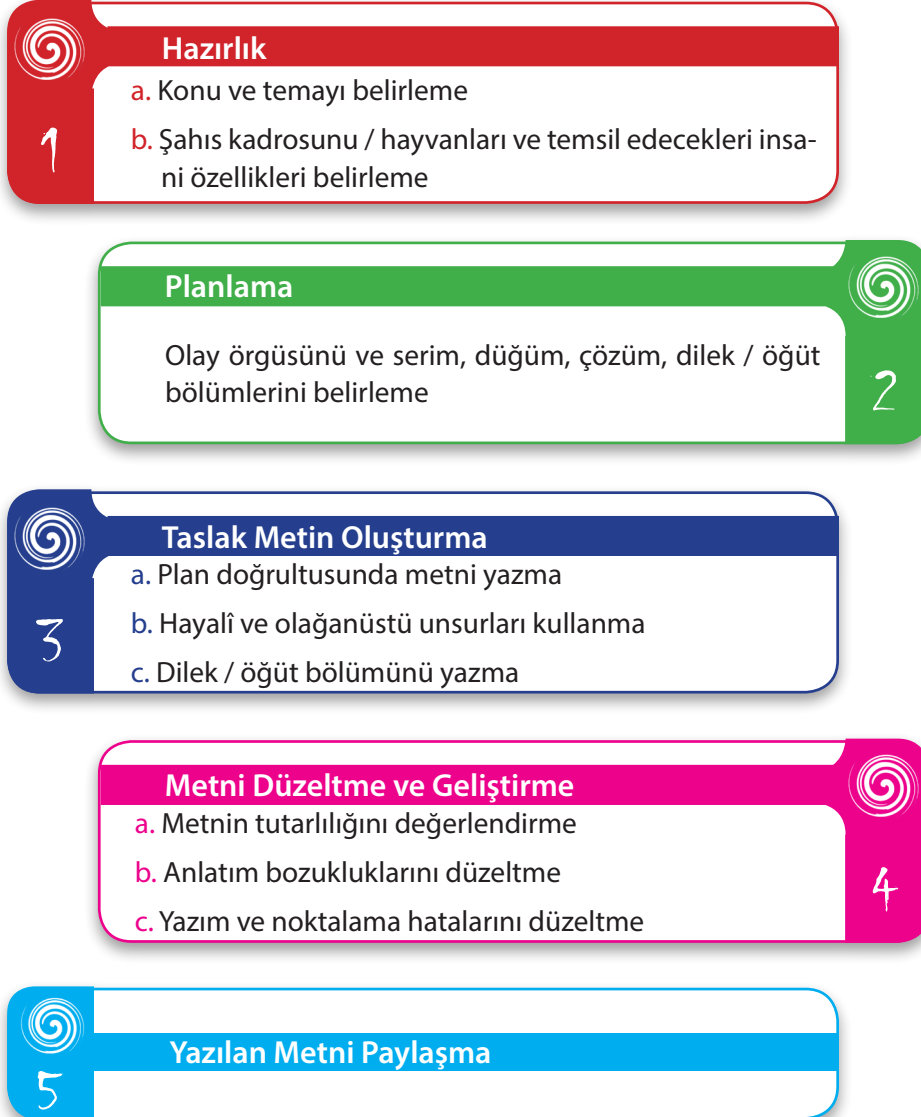 Hazırlık
a. Konu ve temayı belirleme
1
b. Şahıs kadrosunu / hayvanları ve temsil edecekleri insa-
ni özellikleri belirleme
Planlama
Olay örgüsünü ve serim, düğüm, çözüm, dilek / öğüt
bölümlerini belirleme
2
Taslak Metin Oluşturma
a. Plan doğrultusunda metni yazma
3
b. Hayalî ve olağanüstü unsurları kullanma
c. Dilek / öğüt bölümünü yazma
Metni Düzeltme ve Geliştirme
a. Metnin tutarlılığını değerlendirme
b. Anlatım bozukluklarını düzeltme
4
c. Yazım ve noktalama hatalarını düzeltme
Yazılan Metni Paylaşma
5